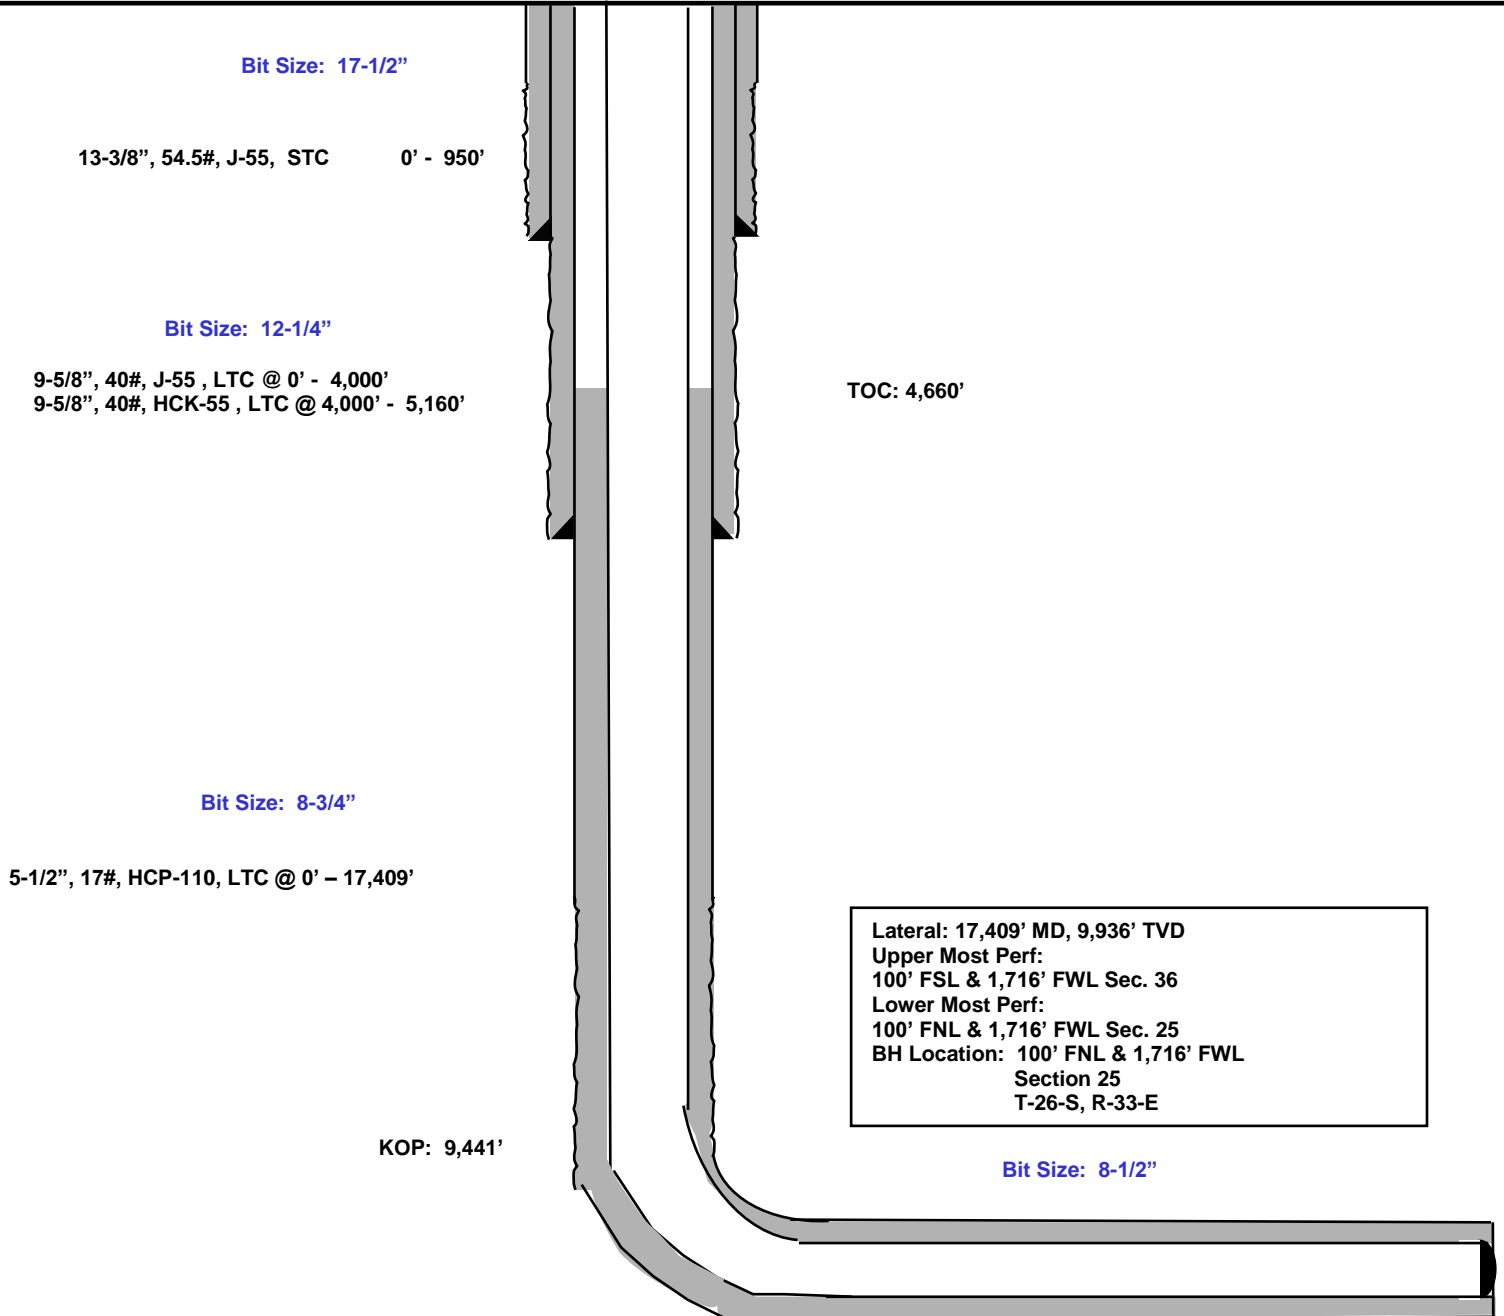 Bit Size: 17-1/2”
13-3/8”, 54.5#, J-55, STC 0’ - 950’
Bit Size: 12-1/4”
9-5/8”, 40#, J-55 , LTC @ 0’ - 4,000’
9-5/8”, 40#, HCK-55 , LTC @ 4,000’ - 5,160’
TOC: 4,660’
Bit Size: 8-3/4”
5-1/2”, 17#, HCP-110, LTC @ 0’ – 17,409’
Lateral: 17,409’ MD, 9,936’ TVD
Upper Most Perf:
100’ FSL & 1,716’ FWL Sec. 36
Lower Most Perf:
100’ FNL & 1,716’ FWL Sec. 25
BH Location: 100’ FNL & 1,716’ FWL
Section 25
T-26-S, R-33-E
KOP: 9,441’
Bit Size: 8-1/2”